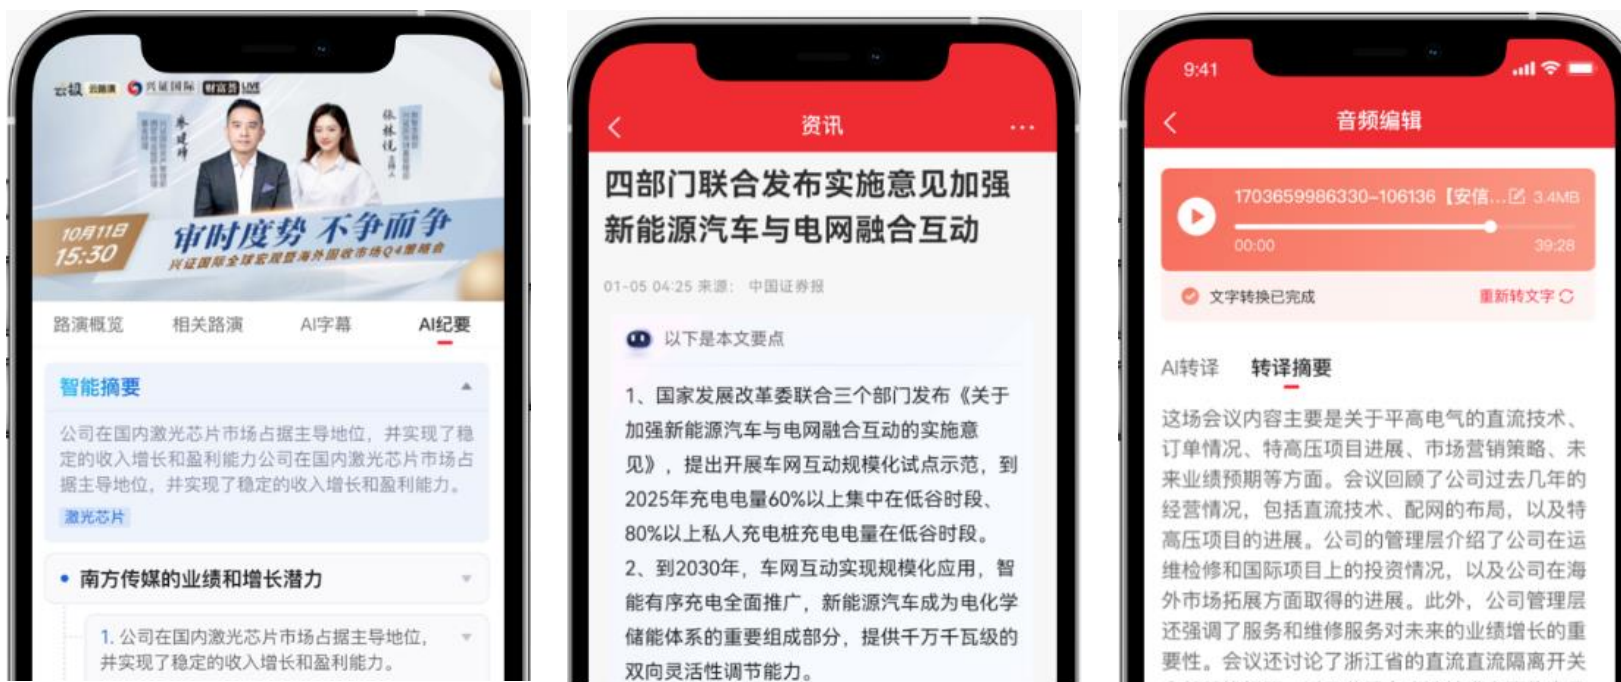 云极 云路演 兴证国际 财富荟 LIVE
10月11日
15:30
审时度势 不争而争
兴证国际全球宏观暨海外固收市场Q4策略会
路演概览 相关路演 AI字幕 AI纪要
智能摘要
公司在国内激光芯片市场占据主导地位，并实现了稳
定的收入增长和盈利能力公司在国内激光芯片市场占
据主导地位，并实现了稳定的收入增长和盈利能力。
激光芯片
南方传媒的业绩和增长潜力
1. 公司在国内激光芯片市场占据主导地位，
并实现了稳定的收入增长和盈利能力。
资讯
四部门联合发布实施意见加强
新能源汽车与电网融合互动
01-05 04:25 来源： 中国证券报
以下是本文要点
1、国家发展改革委联合三个部门发布《关于
加强新能源汽车与电网融合互动的实施意
见》，提出开展车网互动规模化试点示范，到
2025年充电电量60%以上集中在低谷时段、
80%以上私人充电桩充电电量在低谷时段。
2、到2030年，车网互动实现规模化应用，智
能有序充电全面推广，新能源汽车成为电化学
储能体系的重要组成部分，提供千万千瓦级的
双向灵活性调节能力。
9:41
音频编辑
1703659986330-106136【安信... 3.4MB
00:00 39:28
文字转换已完成 重新转文字
AI转译 转译摘要
这场会议内容主要是关于平高电气的直流技术、
订单情况、特高压项目进展、市场营销策略、未
来业绩预期等方面。会议回顾了公司过去几年的
经营情况，包括直流技术、配网的布局，以及特
高压项目的进展。公司的管理层介绍了公司在运
维检修和国际项目上的投资情况，以及公司在海
外市场拓展方面取得的进展。此外，公司管理层
还强调了服务和维修服务对未来的业绩增长的重
要性。会议还讨论了浙江省的直流直流隔离开关